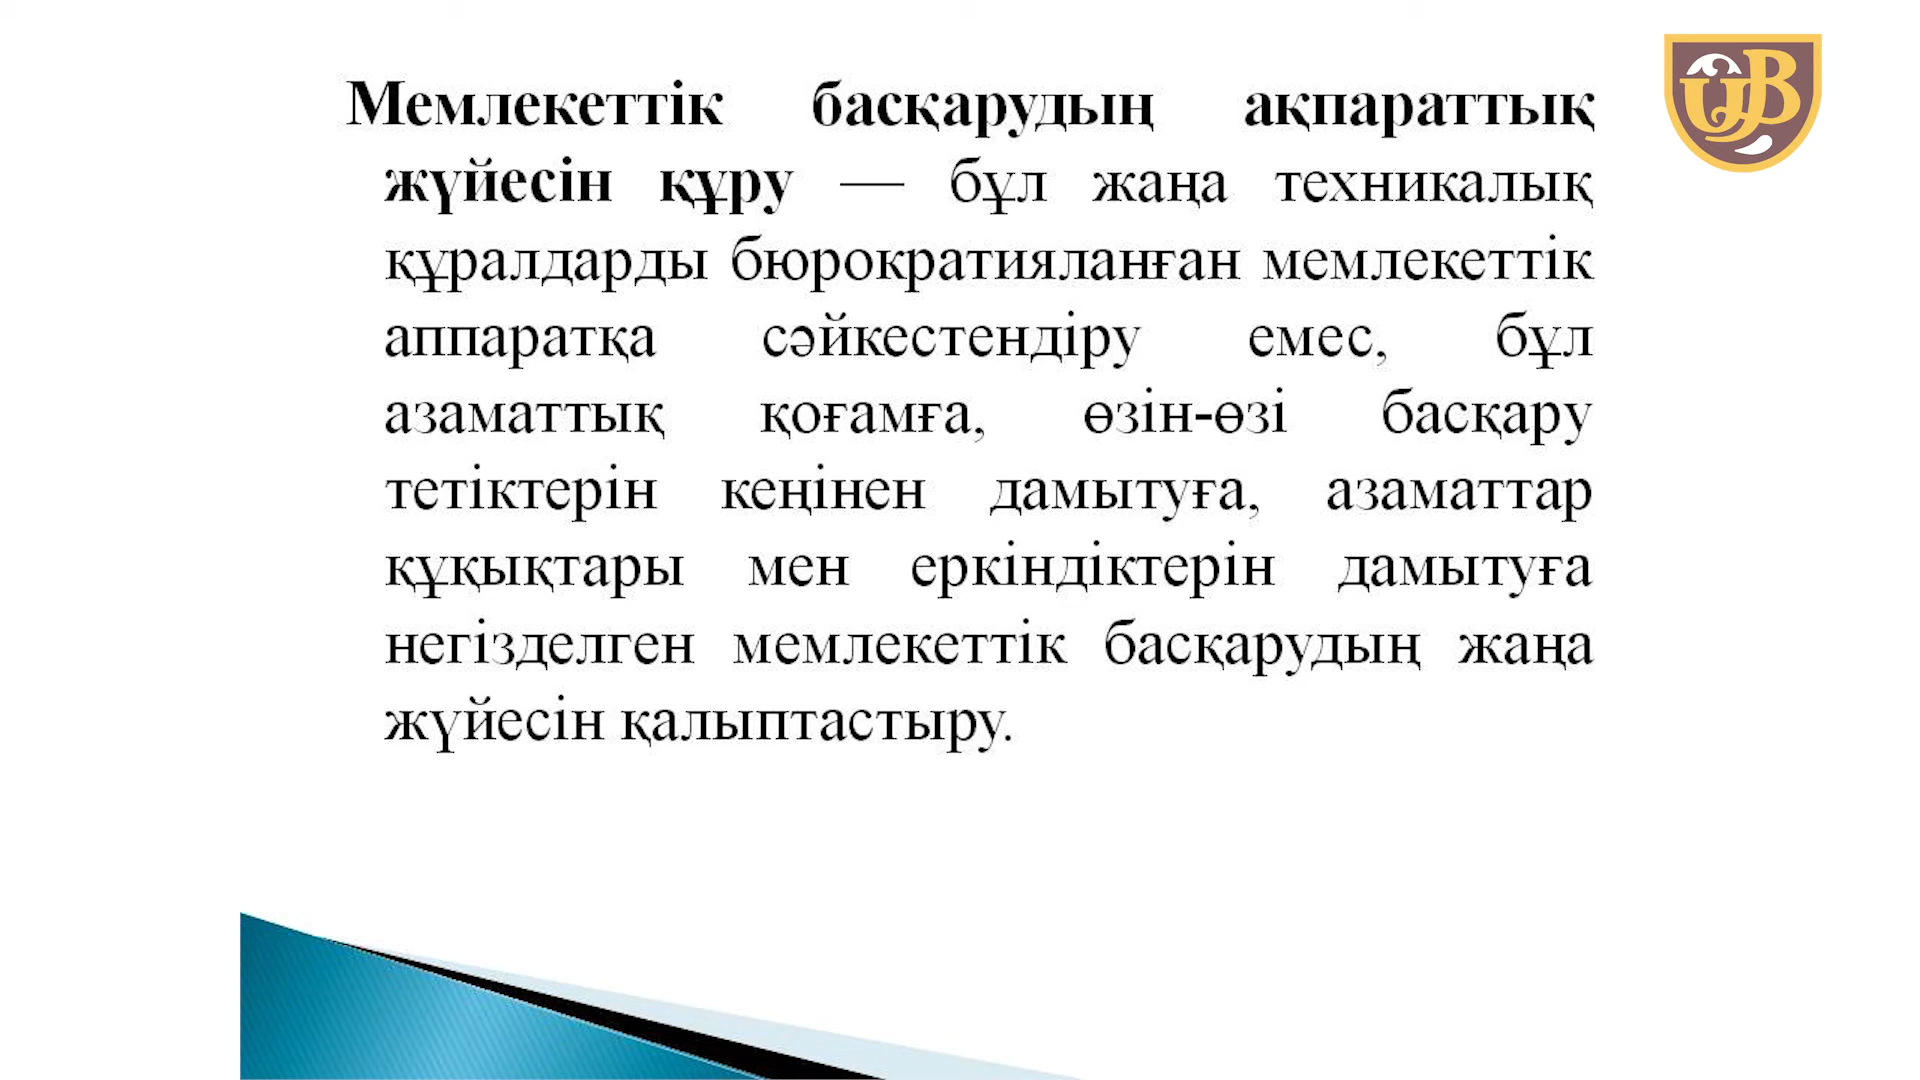 Мемлекеттік басқарудың ақпараттық
жүйесін құру — бұл жаңа техникалық
құралдарды бюрократияланған мемлекеттік
аппаратқа сәйкестендіру емес, бұл
азаматтық қоғамға, өзін-өзі басқару
тетіктерін кеңінен дамытуға, азаматтар
құқықтары мен еркіндіктерін дамытуға
негізделген мемлекеттік басқарудың жаңа
жүйесін қалыптастыру.